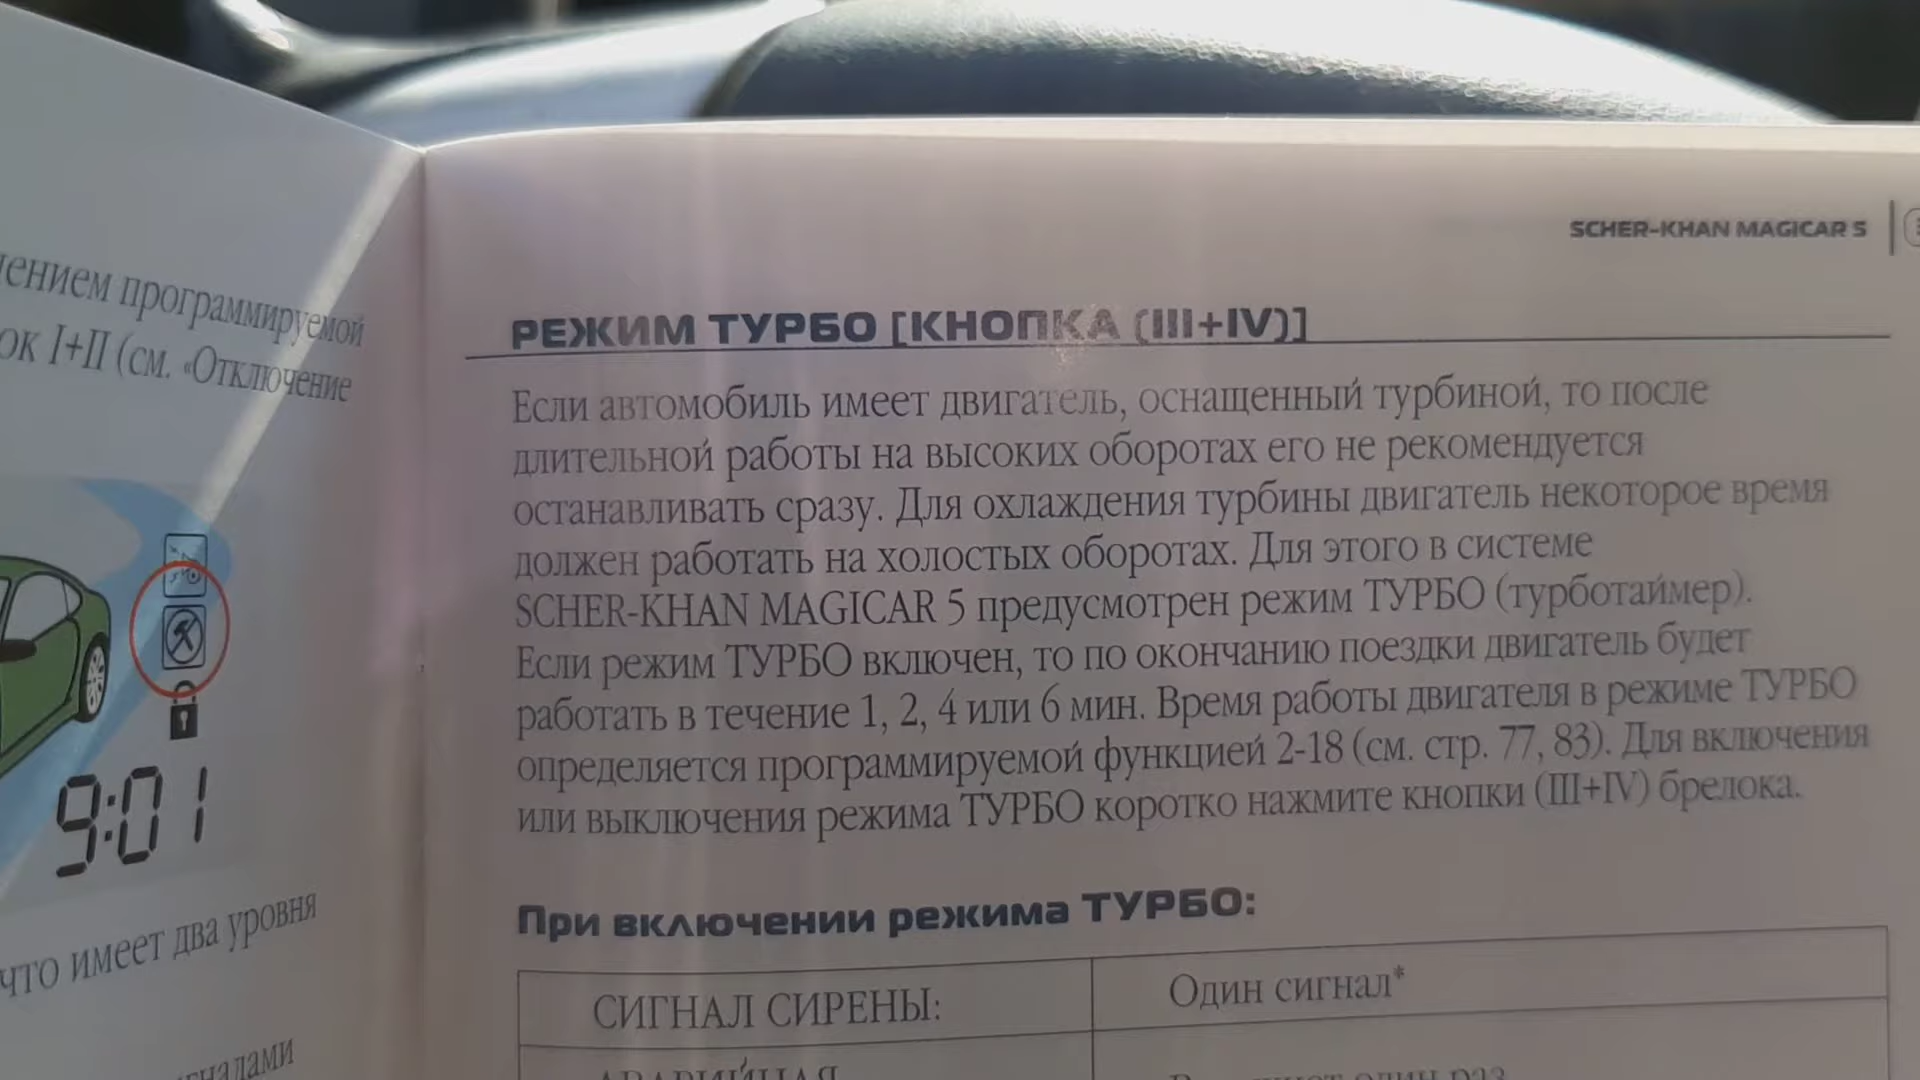 чением программируемой
ок I+II (см. «Отключение
9:01
что имеет два уровня
SCHER-KHAN MAGICAR 5
РЕЖИМ ТУРБО [КНОПКА (III+IV)]
Если автомобиль имеет двигатель, оснащенный турбиной, то после
длительной работы на высоких оборотах его не рекомендуется
останавливать сразу. Для охлаждения турбины двигатель некоторое время
должен работать на холостых оборотах. Для этого в системе
SCHER-KHAN MAGICAR 5 предусмотрен режим ТУРБО (турботаймер).
Если режим ТУРБО включен, то по окончанию поездки двигатель будет
работать в течение 1, 2, 4 или 6 мин. Время работы двигателя в режиме ТУРБО
определяется программируемой функцией 2-18 (см. стр. 77, 83). Для включения
или выключения режима ТУРБО коротко нажмите кнопки (III+IV) брелока.
При включении режима ТУРБО:
СИГНАЛ СИРЕНЫ:
Один сигнал*
АВАРИЙНАЯ
один раз